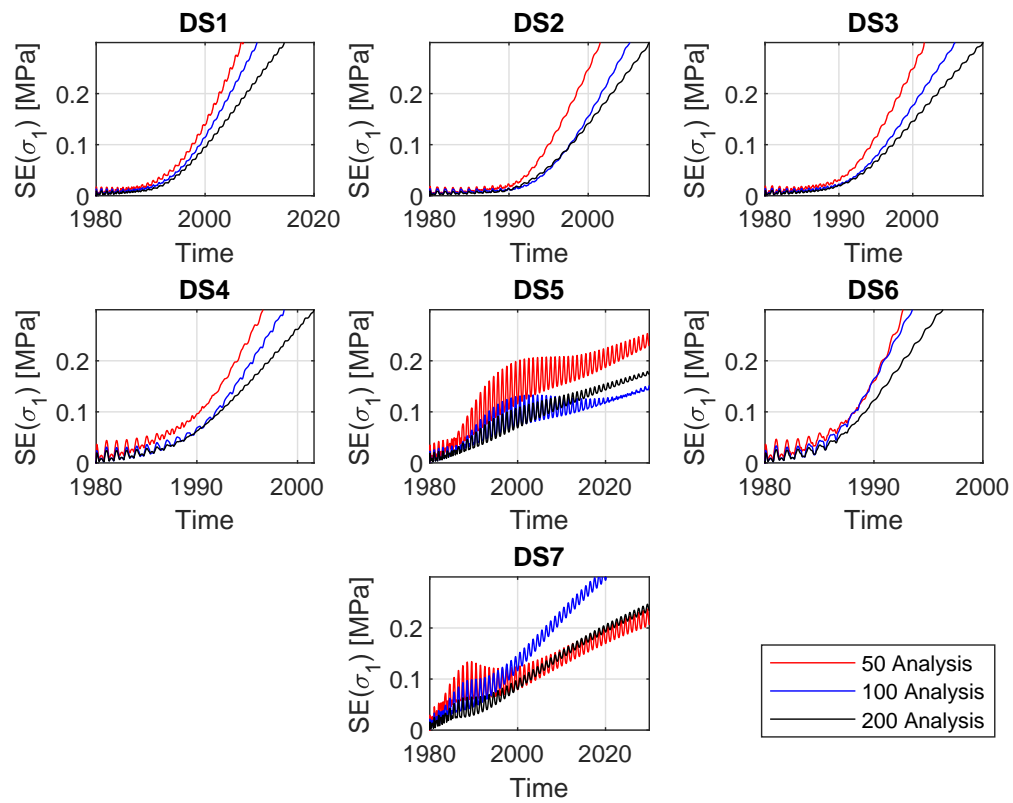 DS1
DS2
DS3
SE(σ₁) [MPa]
0.2
0.1
0
1980
2000
2020
Time
SE(σ₁) [MPa]
0.2
0.1
0
1980
1990
2000
Time
SE(σ₁) [MPa]
0.2
0.1
0
1980
1990
2000
Time
DS4
DS5
DS6
SE(σ₁) [MPa]
0.2
0.1
0
1980
1990
2000
Time
SE(σ₁) [MPa]
0.2
0.1
0
1980
2000
2020
Time
SE(σ₁) [MPa]
0.2
0.1
0
1980
1990
2000
Time
DS7
SE(σ₁) [MPa]
0.2
0.1
0
1980
2000
2020
Time
50 Analysis
100 Analysis
200 Analysis